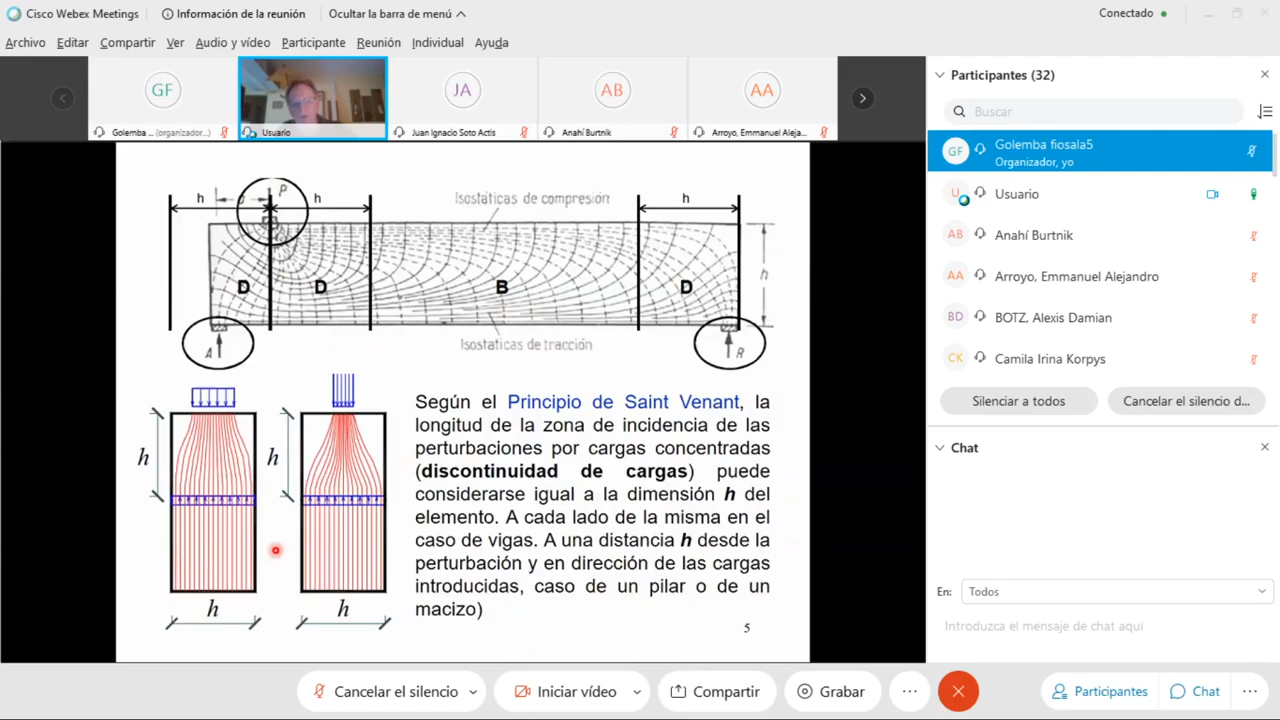 Cisco Webex Meetings
Información de la reunión
Ocultar la barra de menú
Conectado
Archivo Editar Compartir Ver Audio y vídeo Participante Reunión Individual Ayuda
GF
JA
AB
AA
Golemba ... (organizador...)
Usuario
Juan Ignacio Soto Actis
Anahí Burtnik
Arroyo, Emmanuel Aleja...
Participantes (32)
Buscar
GF
Golemba fiosala5
Organizador, yo
U
Usuario
AB
Anahí Burtnik
AA
Arroyo, Emmanuel Alejandro
BD
BOTZ, Alexis Damian
CK
Camila Irina Korpys
Silenciar a todos
Cancelar el silencio d...
Chat
En:
Todos
Introduzca el mensaje de chat aquí
h
P
h
Isostáticas de compresión
h
D
D
B
D
h
A
Isostáticas de tracción
R
h
h
h
h
Según el Principio de Saint Venant, la
longitud de la zona de incidencia de las
perturbaciones por cargas concentradas
(discontinuidad de cargas) puede
considerarse igual a la dimensión h del
elemento. A cada lado de la misma en el
caso de vigas. A una distancia h desde la
perturbación y en dirección de las cargas
introducidas, caso de un pilar o de un
macizo)
5
Cancelar el silencio
Iniciar vídeo
Compartir
Grabar
Participantes
Chat